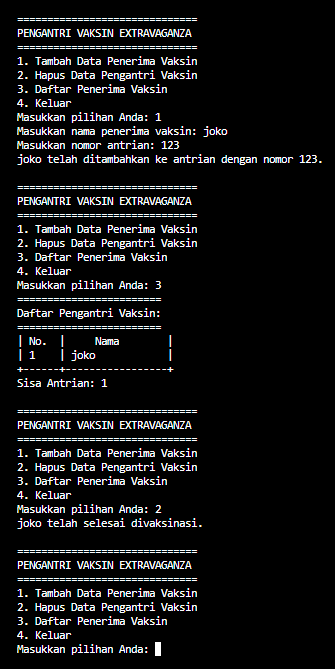 ==============================
PENGANTRI VAKSIN EXTRAVAGANZA
==============================
1. Tambah Data Penerima Vaksin
2. Hapus Data Pengantri Vaksin
3. Daftar Penerima Vaksin
4. Keluar
Masukkan pilihan Anda: 1
Masukkan nama penerima vaksin: joko
Masukkan nomor antrian: 123
joko telah ditambahkan ke antrian dengan nomor 123.

==============================
PENGANTRI VAKSIN EXTRAVAGANZA
==============================
1. Tambah Data Penerima Vaksin
2. Hapus Data Pengantri Vaksin
3. Daftar Penerima Vaksin
4. Keluar
Masukkan pilihan Anda: 3
========================
Daftar Pengantri Vaksin:
========================
| No.  |     Nama        |
| 1    | joko            |
+------+-----------------+
Sisa Antrian: 1

==============================
PENGANTRI VAKSIN EXTRAVAGANZA
==============================
1. Tambah Data Penerima Vaksin
2. Hapus Data Pengantri Vaksin
3. Daftar Penerima Vaksin
4. Keluar
Masukkan pilihan Anda: 2
joko telah selesai divaksinasi.

==============================
PENGANTRI VAKSIN EXTRAVAGANZA
==============================
1. Tambah Data Penerima Vaksin
2. Hapus Data Pengantri Vaksin
3. Daftar Penerima Vaksin
4. Keluar
Masukkan pilihan Anda: